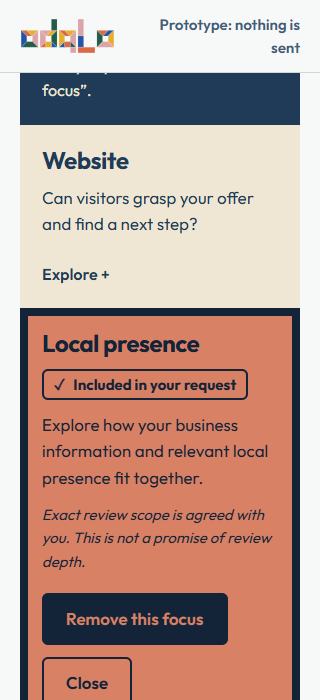 adalo
Prototype: nothing is
sent
focus”.
Website
Can visitors grasp your offer
and find a next step?
Explore +
Local presence
✓ Included in your request
Explore how your business
information and relevant local
presence fit together.
Exact review scope is agreed with
you. This is not a promise of review
depth.
Remove this focus
Close